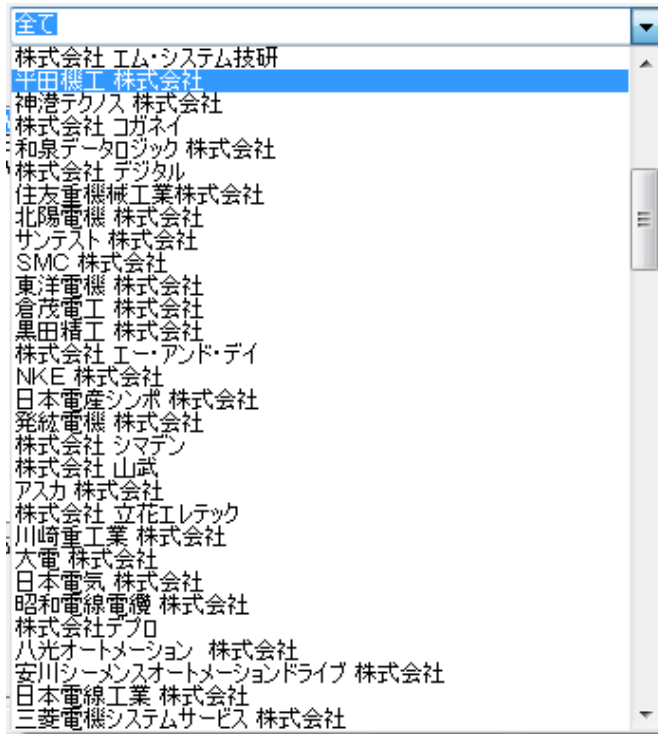 全て
株式会社 エム・システム技研
平田機工 株式会社
神港テクノス 株式会社
株式会社 コガネイ
和泉データロジック 株式会社
株式会社 デジタル
住友重機械工業株式会社
北陽電機 株式会社
サンテスト 株式会社
SMC 株式会社
東洋電機 株式会社
倉茂電工 株式会社
黒田精工 株式会社
株式会社 エー・アンド・デイ
NKE 株式会社
日本電産シンポ 株式会社
発紘電機 株式会社
株式会社 シマデン
株式会社 山武
アスカ 株式会社
株式会社 立花エレテック
川崎重工業 株式会社
大電 株式会社
日本電気 株式会社
昭和電線電纜 株式会社
株式会社デプロ
八光オートメーション 株式会社
安川シーメンスオートメーションドライブ 株式会社
日本電線工業 株式会社
三菱電機システムサービス 株式会社